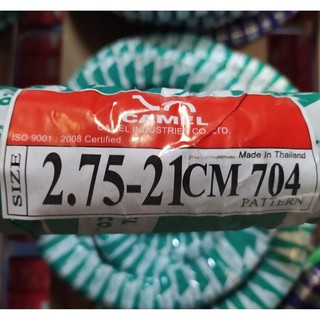 CAMEL
CAMEL INDUSTRIES CO., LTD.
ISO 9001 : 2008 Certified
Made In Thailand
SIZE
2.75-21 CM 704
PATTERN